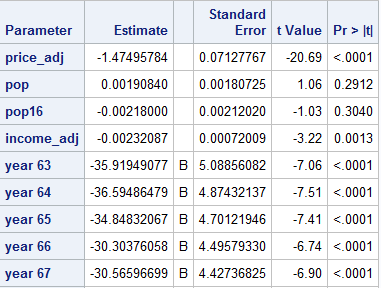 Parameter Estimate Standard Error t Value Pr > |t|
price_adj -1.47495784 0.07127767 -20.69 <.0001
pop 0.00190840 0.00180725 1.06 0.2912
pop16 -0.00218000 0.00212020 -1.03 0.3040
income_adj -0.00232087 0.00072009 -3.22 0.0013
year 63 -35.91949077 B 5.08856082 -7.06 <.0001
year 64 -36.59486479 B 4.87432137 -7.51 <.0001
year 65 -34.84832067 B 4.70121946 -7.41 <.0001
year 66 -30.30376058 B 4.49579330 -6.74 <.0001
year 67 -30.56596699 B 4.42736825 -6.90 <.0001